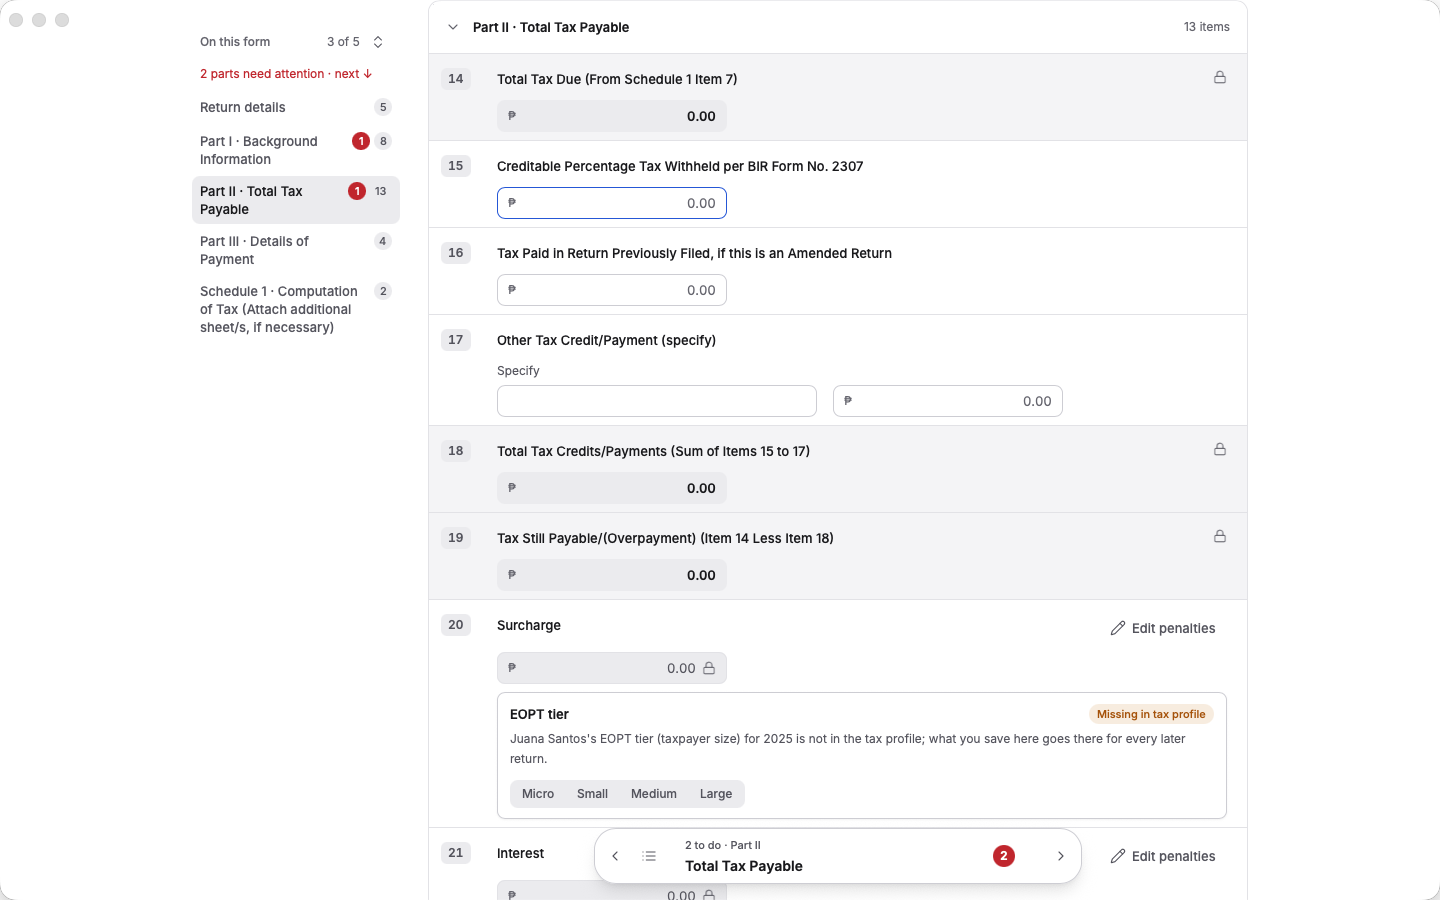 On this form
3 of 5
2 parts need attention · next ↓
Return details
5
Part I · Background Information
1
8
Part II · Total Tax Payable
1
13
Part III · Details of Payment
4
Schedule 1 · Computation of Tax (Attach additional sheet/s, if necessary)
2
Part II · Total Tax Payable
13 items
14
Total Tax Due (From Schedule 1 Item 7)
₱ 0.00
15
Creditable Percentage Tax Withheld per BIR Form No. 2307
₱ 0.00
16
Tax Paid in Return Previously Filed, if this is an Amended Return
₱ 0.00
17
Other Tax Credit/Payment (specify)
Specify
₱ 0.00
18
Total Tax Credits/Payments (Sum of Items 15 to 17)
₱ 0.00
19
Tax Still Payable/(Overpayment) (Item 14 Less Item 18)
₱ 0.00
20
Surcharge
Edit penalties
₱ 0.00
EOPT tier
Missing in tax profile
Juana Santos's EOPT tier (taxpayer size) for 2025 is not in the tax profile; what you save here goes there for every later
return.
Micro Small Medium Large
21
Interest
Edit penalties
₱ 0.00
2 to do · Part II
Total Tax Payable
2